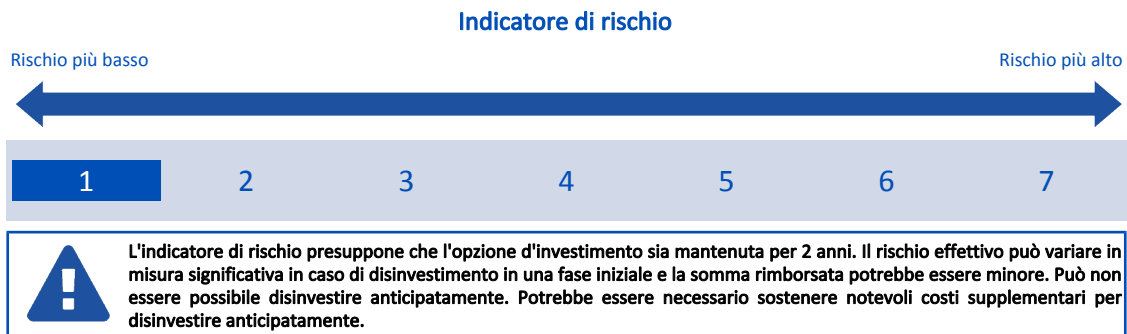 Indicatore di rischio
Rischio più basso
Rischio più alto
1 2 3 4 5 6 7
L'indicatore di rischio presuppone che l'opzione d'investimento sia mantenuta per 2 anni. Il rischio effettivo può variare in
misura significativa in caso di disinvestimento in una fase iniziale e la somma rimborsata potrebbe essere minore. Può non
essere possibile disinvestire anticipatamente. Potrebbe essere necessario sostenere notevoli costi supplementari per
disinvestire anticipatamente.